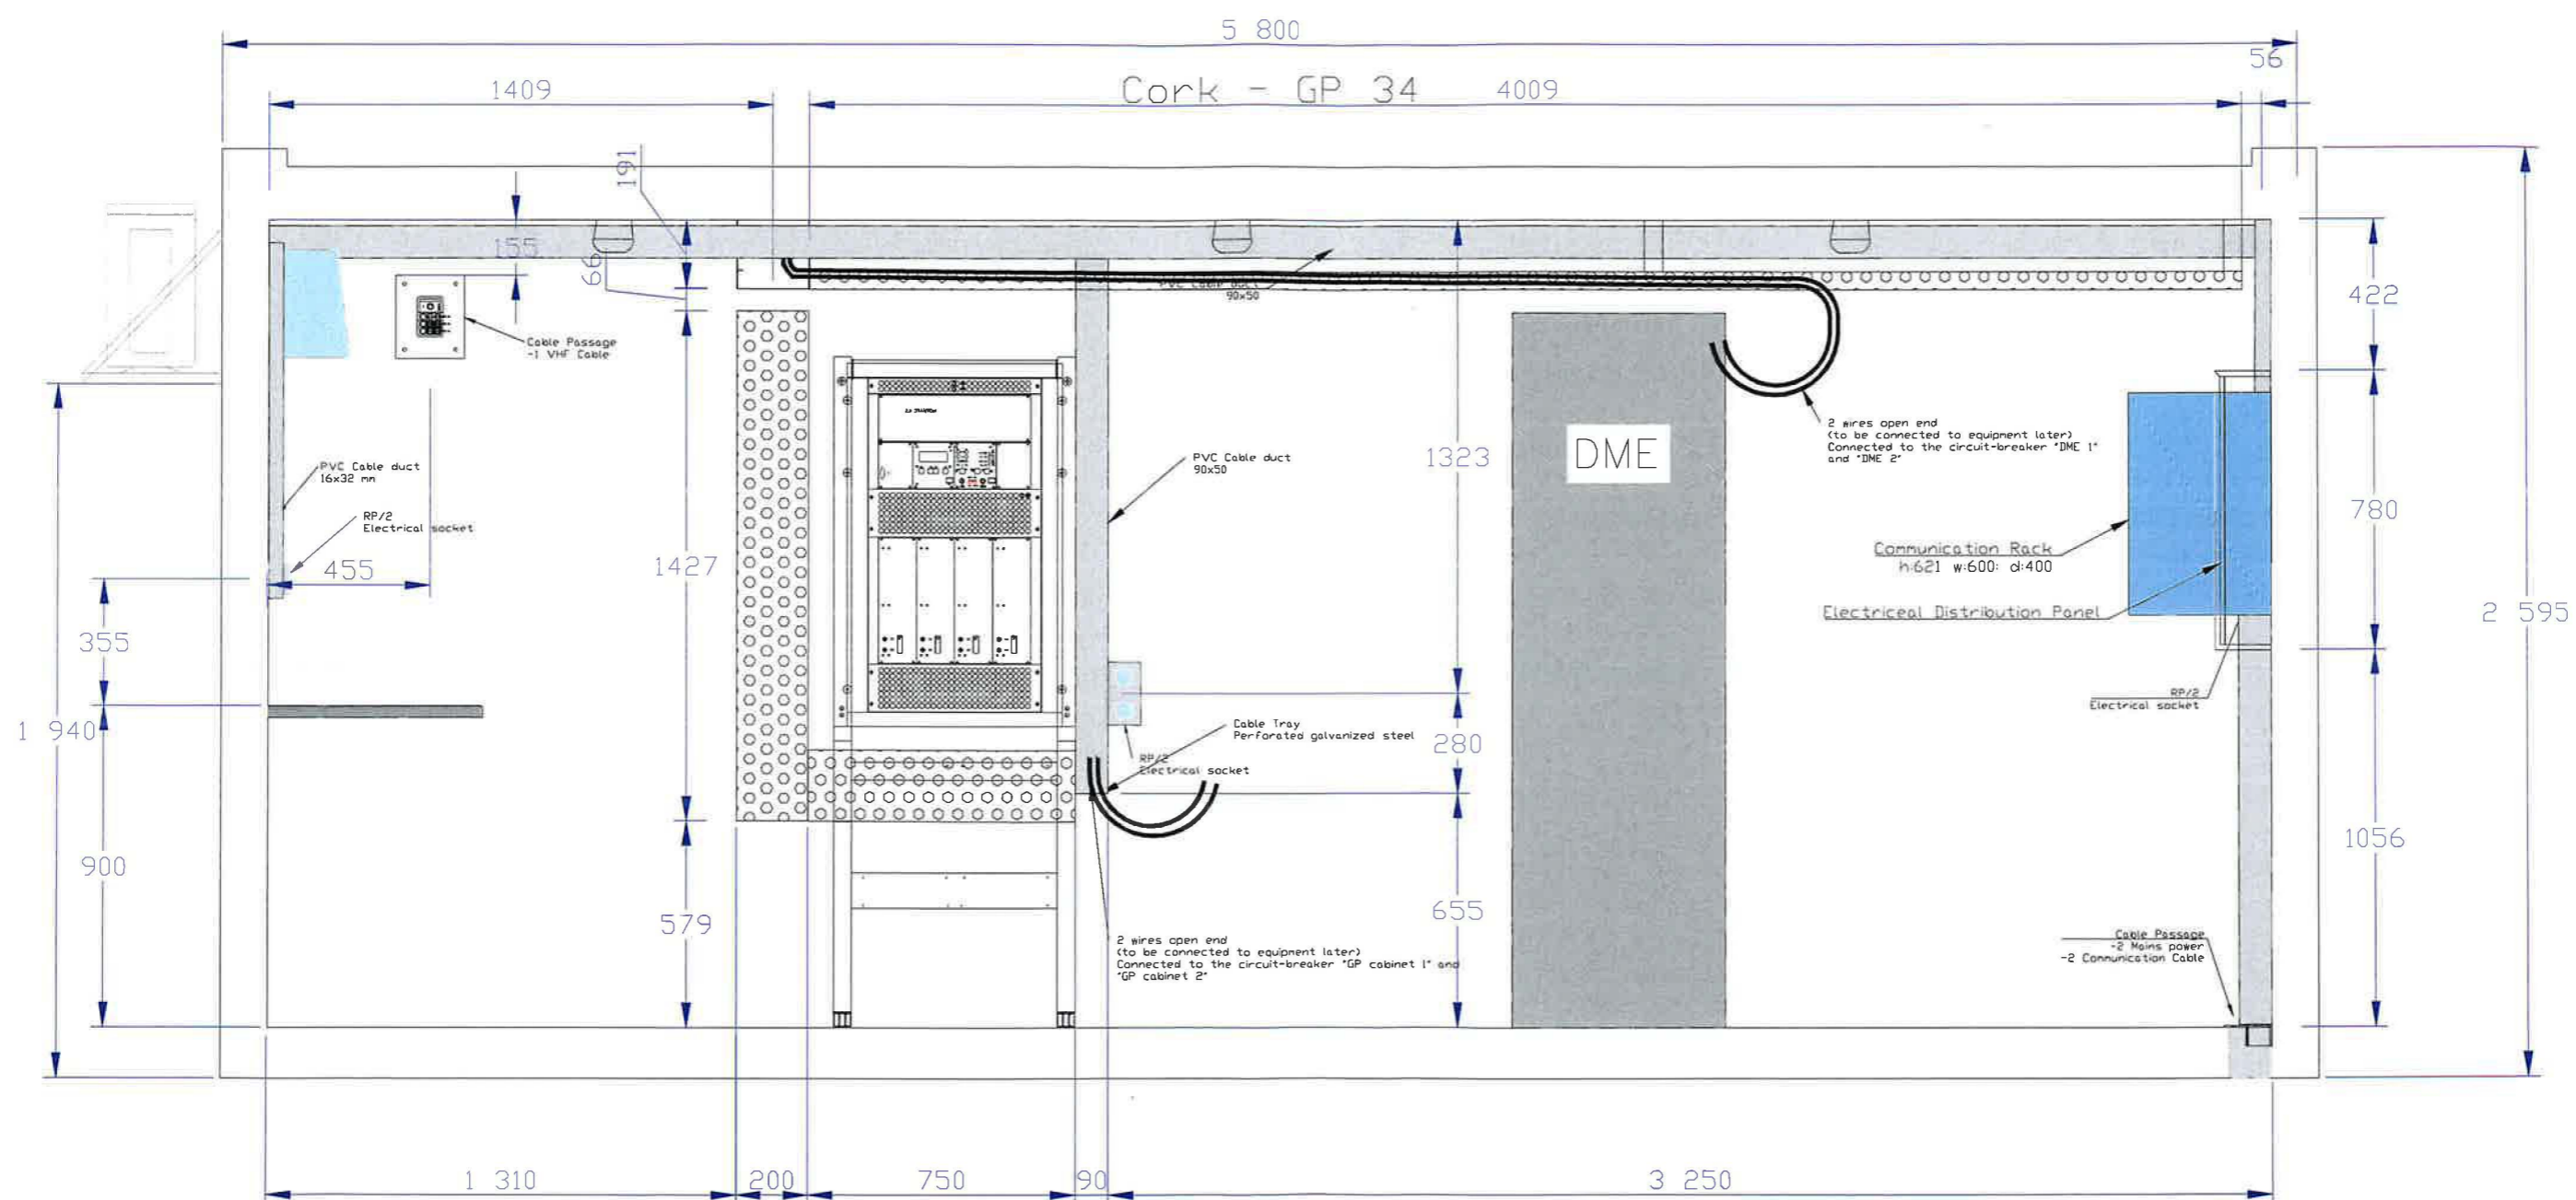 5 800
56
1409
Cork - GP 34
4009
191
155
66
PVC Cable duct
90x50
422
Cable Passage
-1 VHF Cable
2 wires open end
(to be connected to equipment later)
Connected to the circuit-breaker "DME 1"
and "DME 2"
PVC Cable duct
16x32 mm
PVC Cable duct
90x50
1323
DME
RP/2
Electrical socket
780
455
1427
Communication Rack
h:621 w:600: d:400
Electriceal Distribution Panel
2 595
355
RP/2
Electrical socket
1 940
Cable Tray
Perforated galvanized steel
280
RP/2
Electrical socket
900
1056
579
655
2 wires open end
(to be connected to equipment later)
Connected to the circuit-breaker "GP cabinet 1" and
"GP cabinet 2"
Cable Passage
-2 Mains power
-2 Communication Cable
1 310
200
750
90
3 250